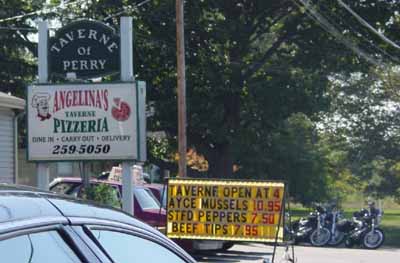 TAVERNE
OF
PERRY
ANGELINA'S
TAVERNE
PIZZERIA
DINE IN • CARRY OUT • DELIVERY
259-5050
TAVERNE OPEN AT 4
AYCE MUSSELS 10.95
STFD PEPPERS 7.50
BEEF TIPS 7.95